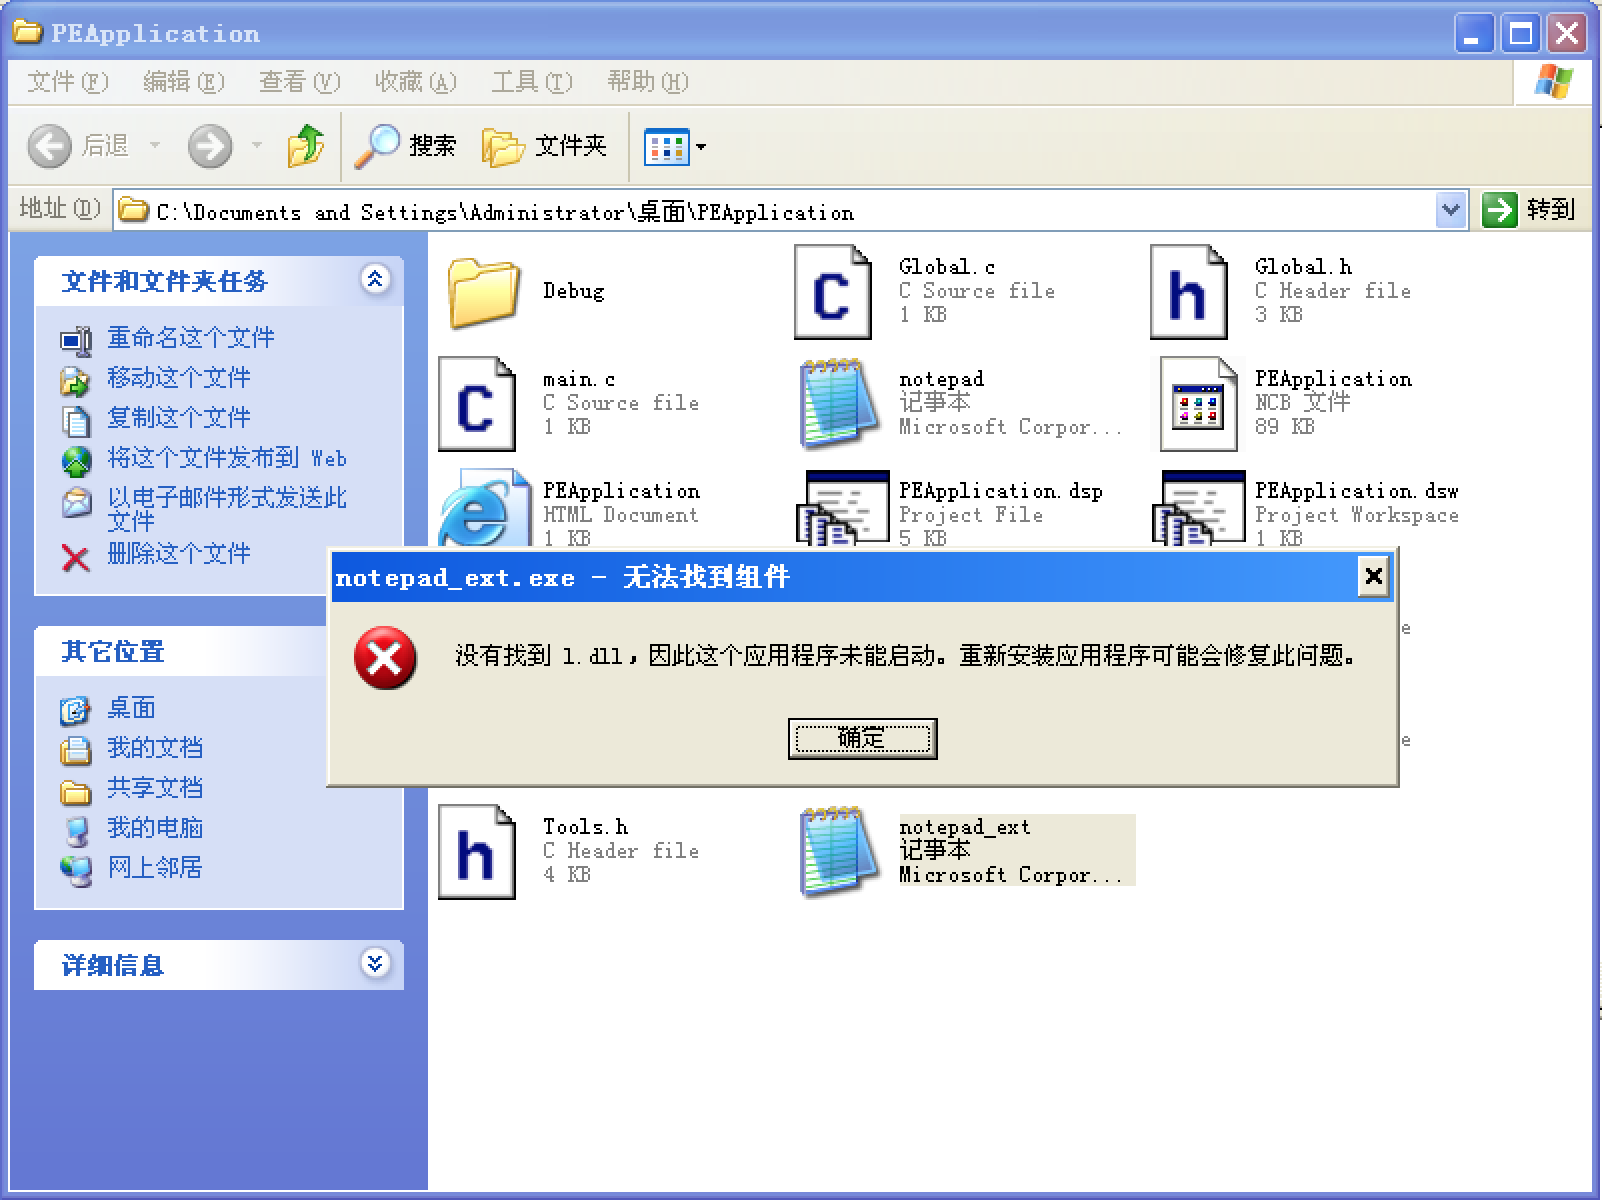 PEApplication
文件(F) 编辑(E) 查看(V) 收藏(A) 工具(T) 帮助(H)
后退 搜索 文件夹
地址(D) C:\Documents and Settings\Administrator\桌面\PEApplication 转到
文件和文件夹任务
重命名这个文件
移动这个文件
复制这个文件
将这个文件发布到 Web
以电子邮件形式发送此
文件
删除这个文件
其它位置
桌面
我的文档
共享文档
我的电脑
网上邻居
详细信息
Debug
Global.c
C Source file
1 KB
Global.h
C Header file
3 KB
main.c
C Source file
1 KB
notepad
记事本
Microsoft Corpor...
PEApplication
NCB 文件
89 KB
PEApplication
HTML Document
1 KB
PEApplication.dsp
Project File
5 KB
PEApplication.dsw
Project Workspace
1 KB
notepad_ext.exe - 无法找到组件
没有找到 l.dll，因此这个应用程序未能启动。重新安装应用程序可能会修复此问题。
确定
Tools.h
C Header file
4 KB
notepad_ext
记事本
Microsoft Corpor...